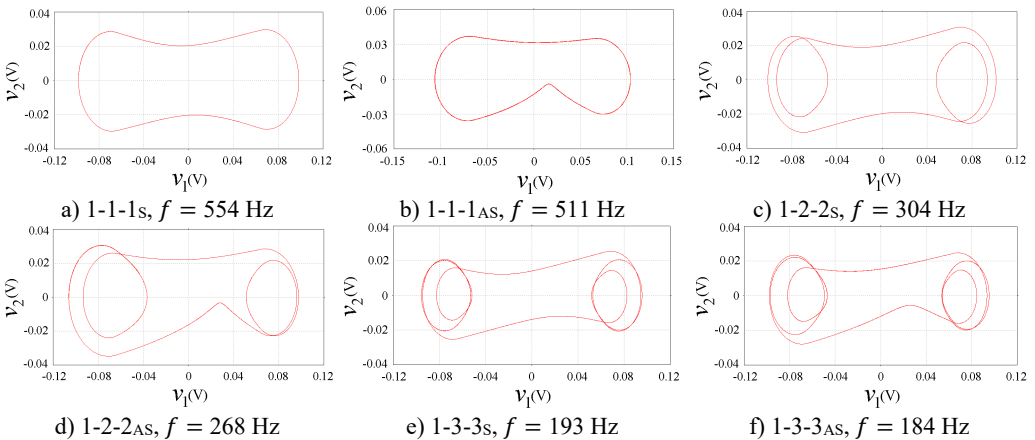 v2(V)
0.04
0.02
0
-0.02
-0.04
-0.12 -0.08 -0.04 0 0.04 0.08 0.12
v1(V)
a) 1-1-1S, f = 554 Hz
v2(V)
0.06
0.03
0
-0.03
-0.06
-0.15 -0.1 -0.05 0 0.05 0.1 0.15
v1(V)
b) 1-1-1AS, f = 511 Hz
v2(V)
0.04
0.02
0
-0.02
-0.04
-0.12 -0.08 -0.04 0 0.04 0.08 0.12
v1(V)
c) 1-2-2S, f = 304 Hz
v2(V)
0.04
0.02
0
-0.02
-0.04
-0.12 -0.08 -0.04 0 0.04 0.08 0.12
v1(V)
d) 1-2-2AS, f = 268 Hz
v2(V)
0.04
0.02
0
-0.02
-0.04
-0.12 -0.08 -0.04 0 0.04 0.08 0.12
v1(V)
e) 1-3-3S, f = 193 Hz
v2(V)
0.04
0.02
0
-0.02
-0.04
-0.12 -0.08 -0.04 0 0.04 0.08 0.12
v1(V)
f) 1-3-3AS, f = 184 Hz